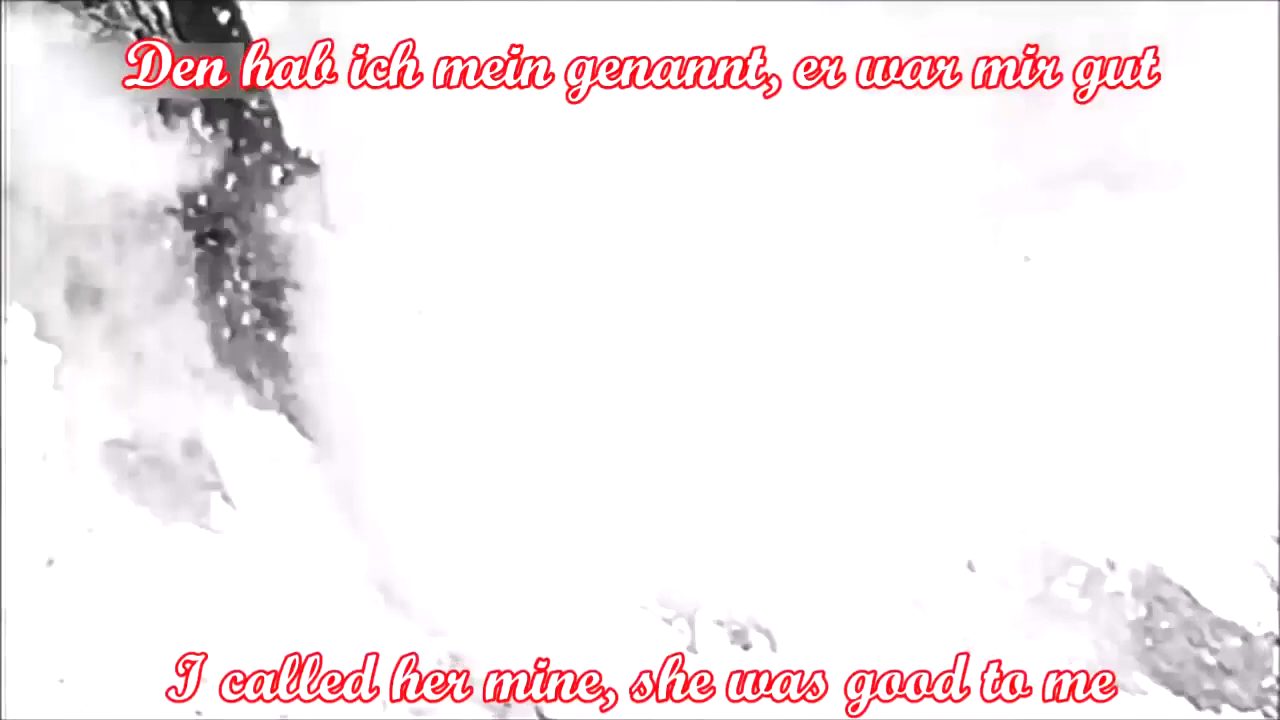 Den hab ich mein genannt, er war mir gut
I called her mine, she was good to me